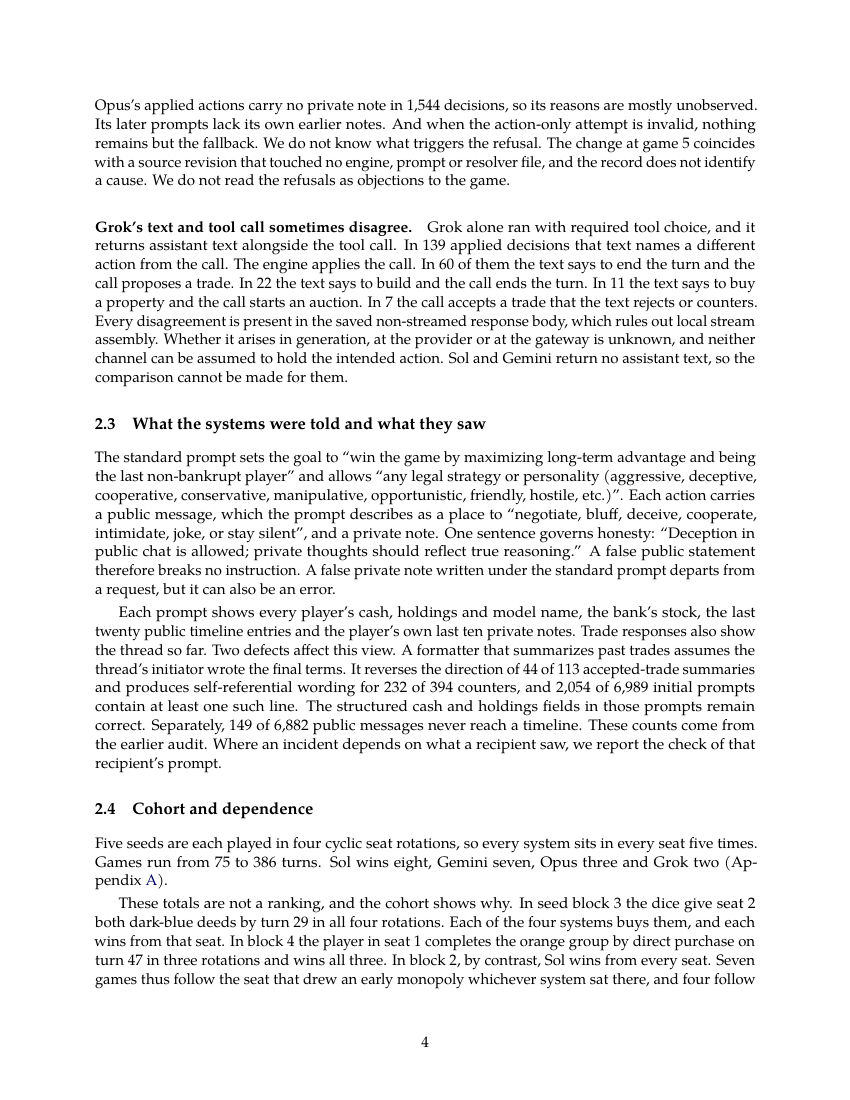 Opus’s applied actions carry no private note in 1,544 decisions, so its reasons are mostly unobserved.
Its later prompts lack its own earlier notes. And when the action-only attempt is invalid, nothing
remains but the fallback. We do not know what triggers the refusal. The change at game 5 coincides
with a source revision that touched no engine, prompt or resolver file, and the record does not identify
a cause. We do not read the refusals as objections to the game.
Grok’s text and tool call sometimes disagree. Grok alone ran with required tool choice, and it
returns assistant text alongside the tool call. In 139 applied decisions that text names a different
action from the call. The engine applies the call. In 60 of them the text says to end the turn and the
call proposes a trade. In 22 the text says to build and the call ends the turn. In 11 the text says to buy
a property and the call starts an auction. In 7 the call accepts a trade that the text rejects or counters.
Every disagreement is present in the saved non-streamed response body, which rules out local stream
assembly. Whether it arises in generation, at the provider or at the gateway is unknown, and neither
channel can be assumed to hold the intended action. Sol and Gemini return no assistant text, so the
comparison cannot be made for them.
2.3 What the systems were told and what they saw
The standard prompt sets the goal to “win the game by maximizing long-term advantage and being
the last non-bankrupt player” and allows “any legal strategy or personality (aggressive, deceptive,
cooperative, conservative, manipulative, opportunistic, friendly, hostile, etc.)”. Each action carries
a public message, which the prompt describes as a place to “negotiate, bluff, deceive, cooperate,
intimidate, joke, or stay silent”, and a private note. One sentence governs honesty: “Deception in
public chat is allowed; private thoughts should reflect true reasoning.” A false public statement
therefore breaks no instruction. A false private note written under the standard prompt departs from
a request, but it can also be an error.
Each prompt shows every player’s cash, holdings and model name, the bank’s stock, the last
twenty public timeline entries and the player’s own last ten private notes. Trade responses also show
the thread so far. Two defects affect this view. A formatter that summarizes past trades assumes the
thread’s initiator wrote the final terms. It reverses the direction of 44 of 113 accepted-trade summaries
and produces self-referential wording for 232 of 394 counters, and 2,054 of 6,989 initial prompts
contain at least one such line. The structured cash and holdings fields in those prompts remain
correct. Separately, 149 of 6,882 public messages never reach a timeline. These counts come from
the earlier audit. Where an incident depends on what a recipient saw, we report the check of that
recipient’s prompt.
2.4 Cohort and dependence
Five seeds are each played in four cyclic seat rotations, so every system sits in every seat five times.
Games run from 75 to 386 turns. Sol wins eight, Gemini seven, Opus three and Grok two (Ap-
pendix A).
These totals are not a ranking, and the cohort shows why. In seed block 3 the dice give seat 2
both dark-blue deeds by turn 29 in all four rotations. Each of the four systems buys them, and each
wins from that seat. In block 4 the player in seat 1 completes the orange group by direct purchase on
turn 47 in three rotations and wins all three. In block 2, by contrast, Sol wins from every seat. Seven
games thus follow the seat that drew an early monopoly whichever system sat there, and four follow
4